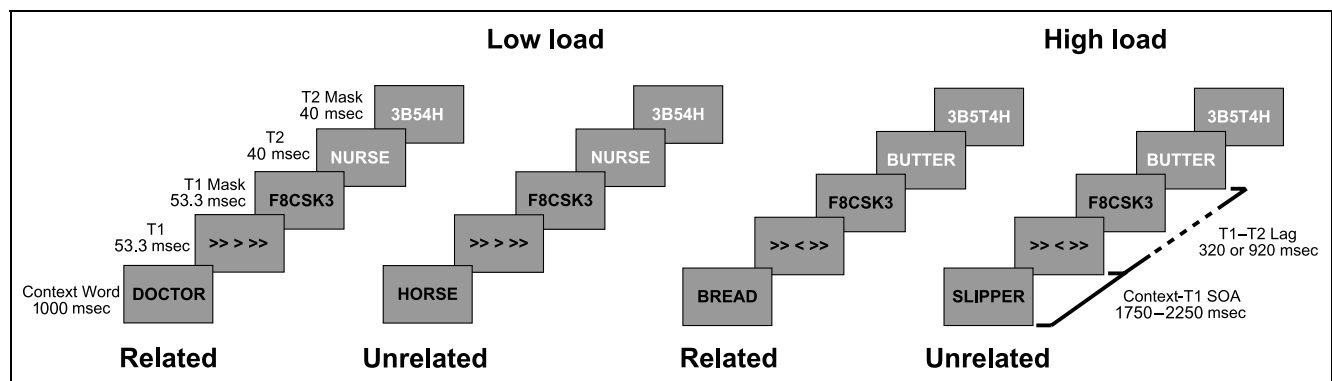 Low load
High load
T2 Mask
40 msec
3B54H
3B54H
3B5T4H
3B5T4H
T2
40 msec
NURSE
NURSE
BUTTER
BUTTER
T1 Mask
53.3 msec
F8CSK3
F8CSK3
F8CSK3
F8CSK3
T1
53.3 msec
>> > >>
>> > >>
>> < >>
>> < >>
T1–T2 Lag
320 or 920 msec
Context Word
1000 msec
DOCTOR
HORSE
BREAD
SLIPPER
Context-T1 SOA
1750–2250 msec
Related
Unrelated
Related
Unrelated